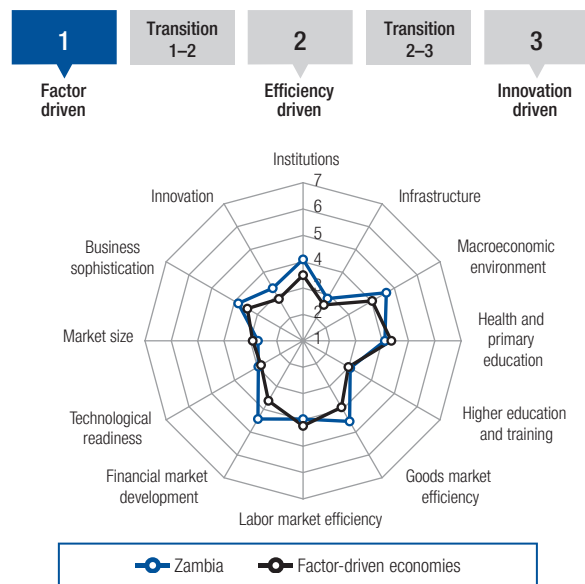 1
Transition
1–2
2
Transition
2–3
3
Factor
driven
Efficiency
driven
Innovation
driven
Institutions
Innovation
Infrastructure
Business
sophistication
Macroeconomic
environment
Market size
Health and
primary
education
Technological
readiness
Higher education
and training
Financial market
development
Goods market
efficiency
Labor market efficiency
7
6
5
4
3
2
1
Zambia
Factor-driven economies